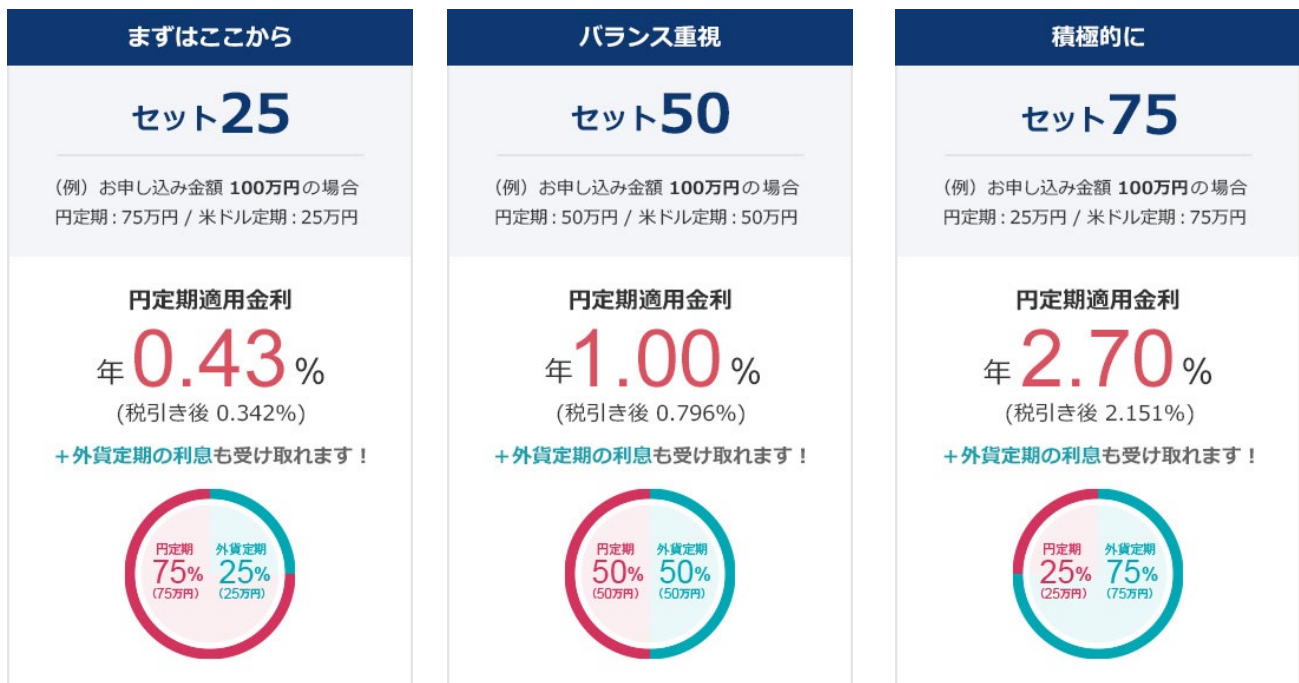 まずはここから
セット25
（例）お申し込み金額 100万円の場合
円定期 : 75万円 / 米ドル定期 : 25万円
円定期適用金利
年0.43%
(税引き後 0.342%)
+外貨定期の利息も受け取れます！
円定期
75%
(75万円)
外貨定期
25%
(25万円)
バランス重視
セット50
（例）お申し込み金額 100万円の場合
円定期 : 50万円 / 米ドル定期 : 50万円
円定期適用金利
年1.00%
(税引き後 0.796%)
+外貨定期の利息も受け取れます！
円定期
50%
(50万円)
外貨定期
50%
(50万円)
積極的に
セット75
（例）お申し込み金額 100万円の場合
円定期 : 25万円 / 米ドル定期 : 75万円
円定期適用金利
年2.70%
(税引き後 2.151%)
+外貨定期の利息も受け取れます！
円定期
25%
(25万円)
外貨定期
75%
(75万円)